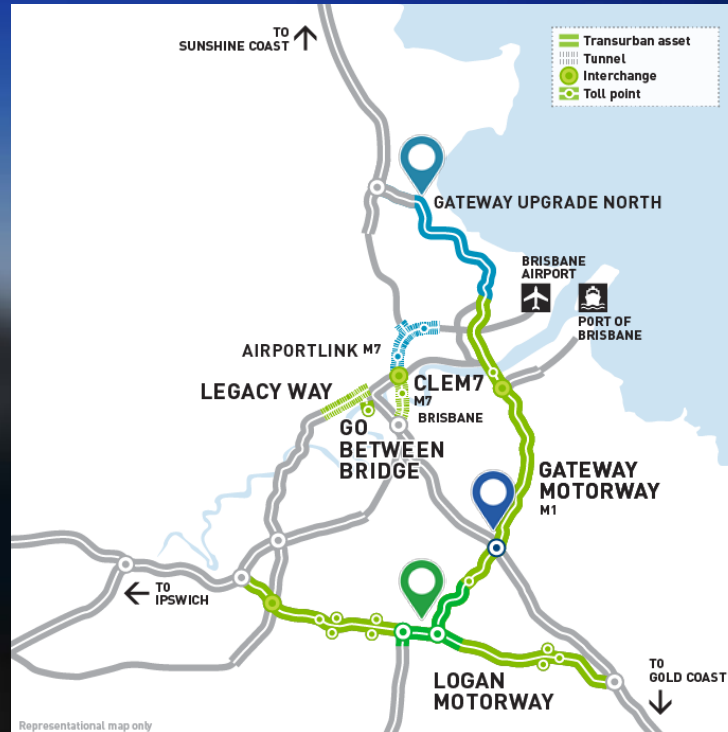 TO
SUNSHINE COAST
Transurban asset
Tunnel
Interchange
Toll point
GATEWAY UPGRADE NORTH
BRISBANE
AIRPORT
PORT OF
BRISBANE
AIRPORTLINK M7
LEGACY WAY
CLEM7
M7
BRISBANE
GO
BETWEEN
BRIDGE
GATEWAY
MOTORWAY
M1
TO
IPSWICH
LOGAN
MOTORWAY
TO
GOLD COAST
Representational map only